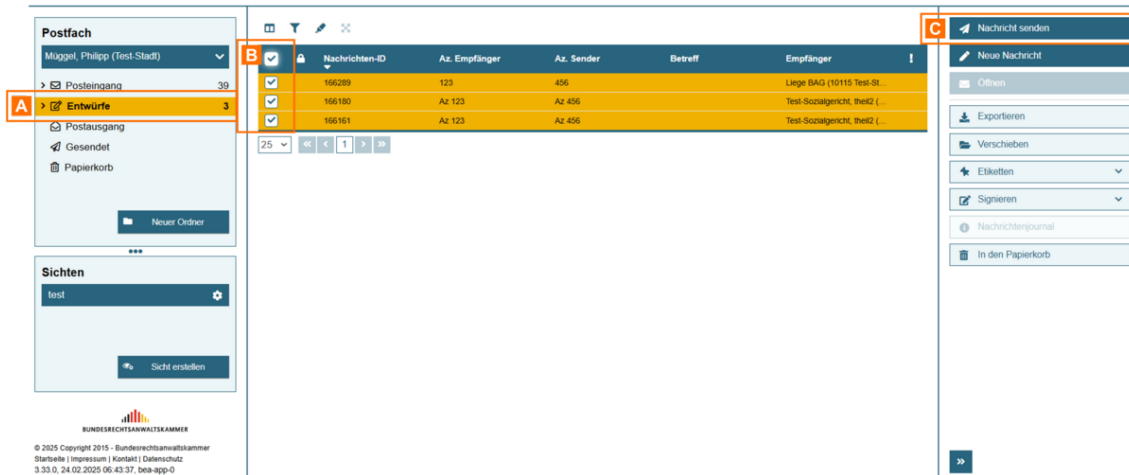 Postfach
Müggel, Philipp (Test-Stadt)
Posteingang 39
A
Entwürfe 3
Postausgang
Gesendet
Papierkorb
Neuer Ordner
Sichten
test
Sicht erstellen
BUNDESRECHTSANWALTSKAMMER
© 2025 Copyright 2015 - Bundesrechtsanwaltskammer
Startseite | Impressum | Kontakt | Datenschutz
3.33.0, 24.02.2025 06:43:37, bea-app-0
B
Nachrichten-ID Az. Empfänger Az. Sender Betreff Empfänger !
166289 123 456 Liege BAG (10115 Test-St...
166180 Az 123 Az 456 Test-Sozialgericht, theil2 (...
166161 Az 123 Az 456 Test-Sozialgericht, theil2 (...
25 « < 1 > »
C
Nachricht senden
Neue Nachricht
Öffnen
Exportieren
Verschieben
Etiketten
Signieren
Nachrichtenjournal
In den Papierkorb
»